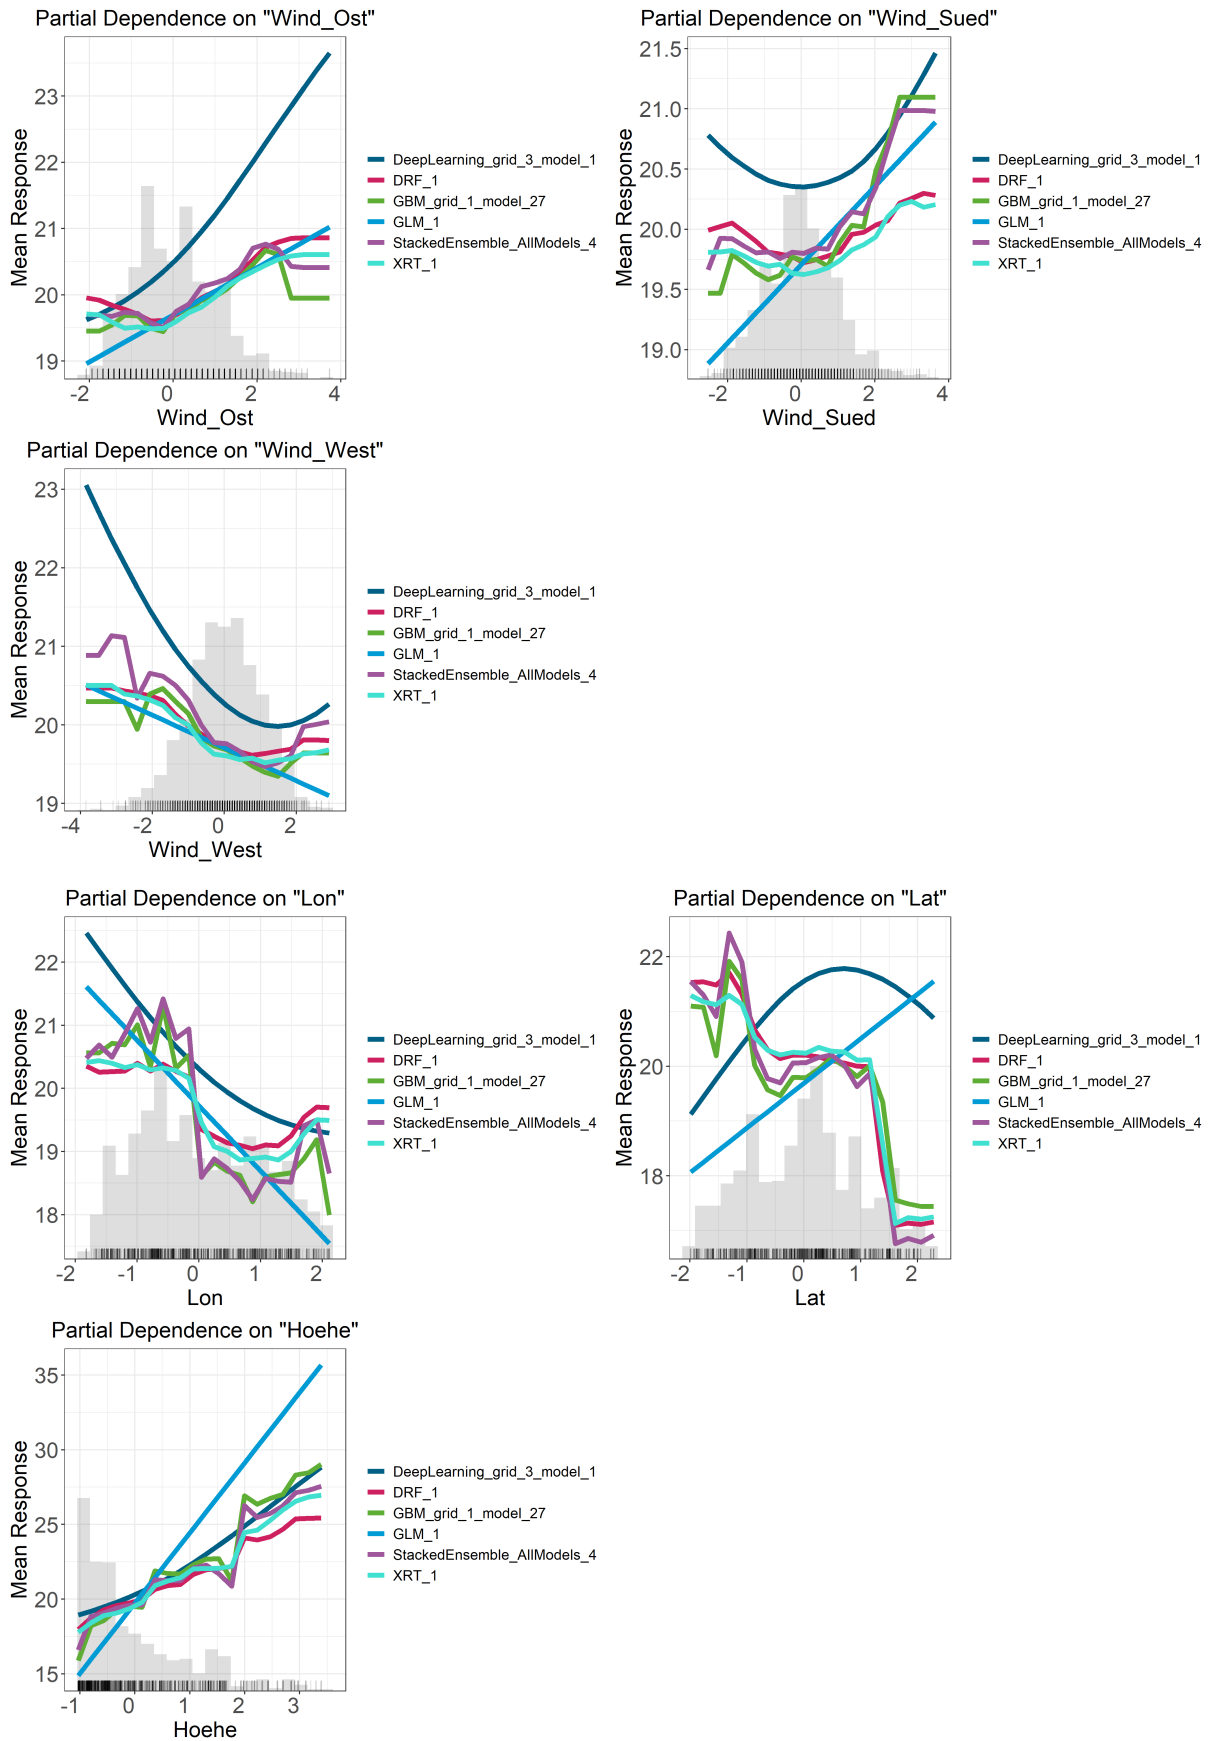 Partial Dependence on "Wind_Ost"
Mean Response
23
22
21
20
19
-2 0 2 4
Wind_Ost
DeepLearning_grid_3_model_1
DRF_1
GBM_grid_1_model_27
GLM_1
StackedEnsemble_AllModels_4
XRT_1
Partial Dependence on "Wind_Sued"
Mean Response
21.5
21.0
20.5
20.0
19.5
19.0
-2 0 2 4
Wind_Sued
DeepLearning_grid_3_model_1
DRF_1
GBM_grid_1_model_27
GLM_1
StackedEnsemble_AllModels_4
XRT_1
Partial Dependence on "Wind_West"
Mean Response
23
22
21
20
19
-4 -2 0 2
Wind_West
DeepLearning_grid_3_model_1
DRF_1
GBM_grid_1_model_27
GLM_1
StackedEnsemble_AllModels_4
XRT_1
Partial Dependence on "Lon"
Mean Response
22
21
20
19
18
-2 -1 0 1 2
Lon
DeepLearning_grid_3_model_1
DRF_1
GBM_grid_1_model_27
GLM_1
StackedEnsemble_AllModels_4
XRT_1
Partial Dependence on "Lat"
Mean Response
22
20
18
-2 -1 0 1 2
Lat
DeepLearning_grid_3_model_1
DRF_1
GBM_grid_1_model_27
GLM_1
StackedEnsemble_AllModels_4
XRT_1
Partial Dependence on "Hoehe"
Mean Response
35
30
25
20
15
-1 0 1 2 3
Hoehe
DeepLearning_grid_3_model_1
DRF_1
GBM_grid_1_model_27
GLM_1
StackedEnsemble_AllModels_4
XRT_1